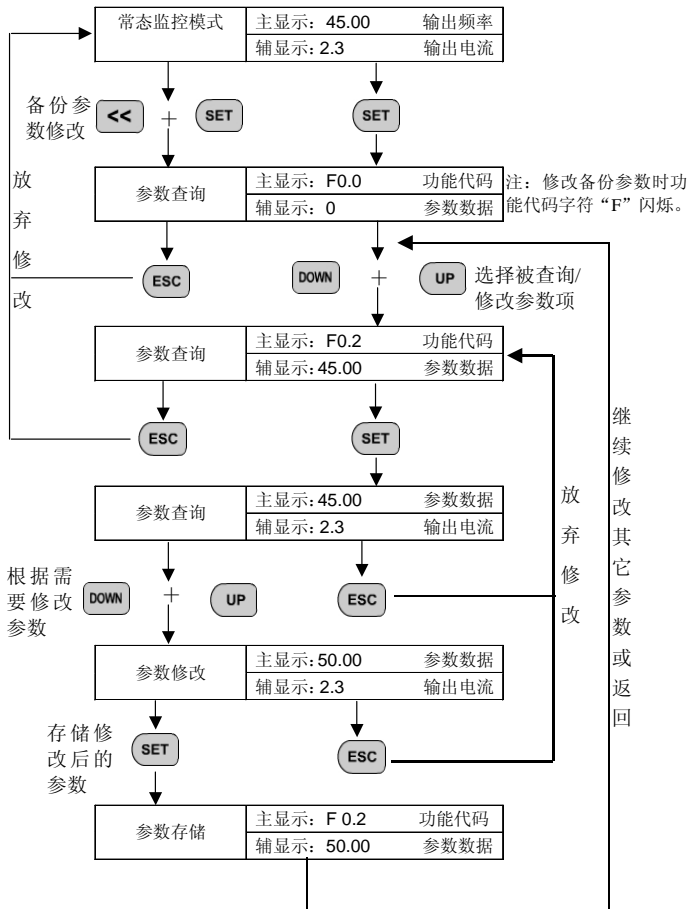 常态监控模式 主显示：45.00 输出频率
辅显示：2.3 输出电流
备份参
数修改
<< + SET
SET
放弃修改
参数查询 主显示：F0.0 功能代码
辅显示：0 参数数据
注：修改备份参数时功
能代码字符“F”闪烁。
ESC
DOWN + UP
选择被查询/
修改参数项
参数查询 主显示：F0.2 功能代码
辅显示：45.00 参数数据
ESC
SET
继续修改其它参数或返回
参数查询 主显示：45.00 参数数据
辅显示：2.3 输出电流
放弃修改
根据需
要修改
参数
DOWN + UP
ESC
参数修改 主显示：50.00 参数数据
辅显示：2.3 输出电流
存储修
改后的
参数
SET
ESC
参数存储 主显示：F 0.2 功能代码
辅显示：50.00 参数数据